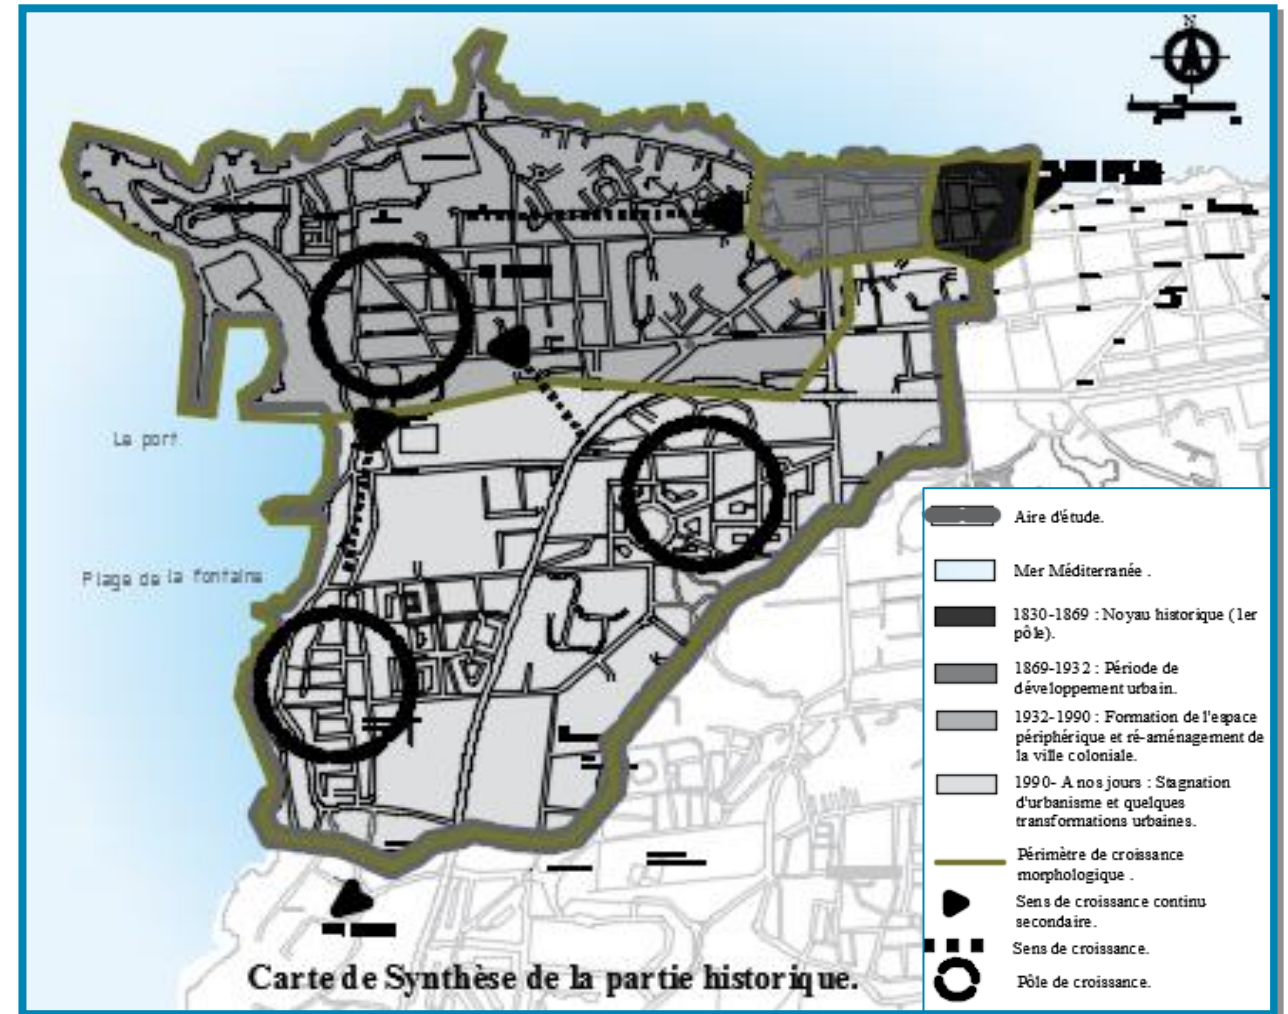 N
Le port
Plage de la fontaine
Aire d'étude.
Mer Méditerranée .
1830-1869 : Noyau historique (1er
pôle).
1869-1932 : Période de
développement urbain.
1932-1990 : Formation de l'espace
périphérique et ré-aménagement de
la ville coloniale.
1990- A nos jours : Stagnation
d'urbanisme et quelques
transformations urbaines.
Périmètre de croissance
morphologique .
Sens de croissance continu
secondaire.
Sens de croissance.
Pôle de croissance.
Carte de Synthèse de la partie historique.